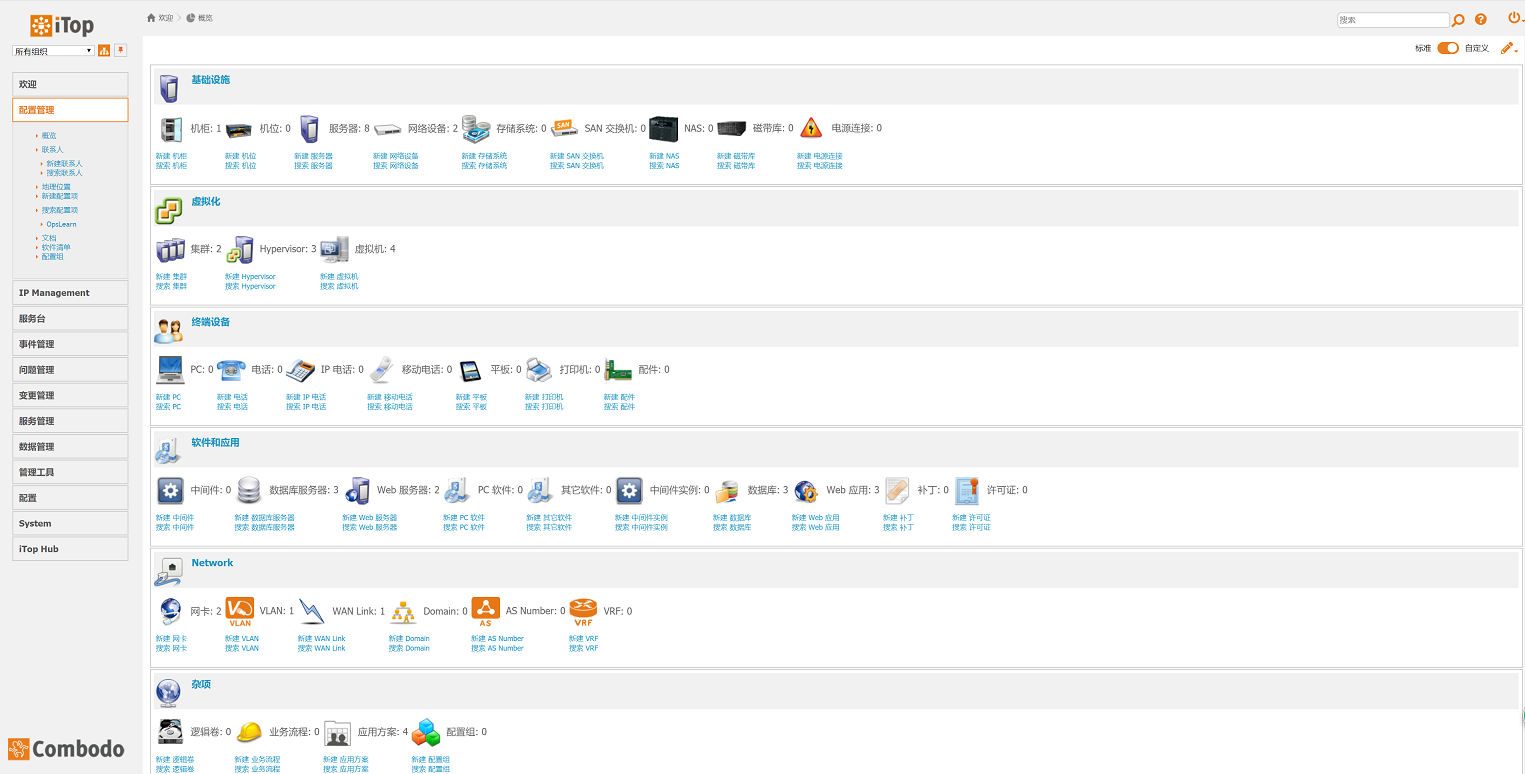 iTop
欢迎 概览
搜索
所有组织
标准 自定义
欢迎
配置管理
概览
联系人
新建联系人
搜索联系人
地理位置
新建配置项
搜索配置项
OpsLearn
文档
软件清单
配置组
IP Management
服务台
事件管理
问题管理
变更管理
服务管理
数据管理
管理工具
配置
System
iTop Hub
Combodo
基础设施
机柜: 1 机位: 0 服务器: 8 网络设备: 2 存储系统: 0 SAN SAN 交换机: 0 NAS: 0 磁带库: 0 电源连接: 0
新建 机柜 新建 机位 新建 服务器 新建 网络设备 新建 存储系统 新建 SAN 交换机 新建 NAS 新建 磁带库 新建 电源连接
搜索 机柜 搜索 机位 搜索 服务器 搜索 网络设备 搜索 存储系统 搜索 SAN 交换机 搜索 NAS 搜索 磁带库 搜索 电源连接
虚拟化
集群: 2 Hypervisor: 3 虚拟机: 4
新建 集群 新建 Hypervisor 新建 虚拟机
搜索 集群 搜索 Hypervisor 搜索 虚拟机
终端设备
PC: 0 电话: 0 IP 电话: 0 移动电话: 0 平板: 0 打印机: 0 配件: 0
新建 PC 新建 电话 新建 IP 电话 新建 移动电话 新建 平板 新建 打印机 新建 配件
搜索 PC 搜索 电话 搜索 IP 电话 搜索 移动电话 搜索 平板 搜索 打印机 搜索 配件
软件和应用
中间件: 0 数据库服务器: 3 Web 服务器: 2 PC 软件: 0 其它软件: 0 中间件实例: 0 数据库: 3 Web 应用: 3 补丁: 0 许可证: 0
新建 中间件 新建 数据库服务器 新建 Web 服务器 新建 PC 软件 新建 其它软件 新建 中间件实例 新建 数据库 新建 Web 应用 新建 补丁 新建 许可证
搜索 中间件 搜索 数据库服务器 搜索 Web 服务器 搜索 PC 软件 搜索 其它软件 搜索 中间件实例 搜索 数据库 搜索 Web 应用 搜索 补丁 搜索 许可证
Network
网卡: 2 VLAN VLAN: 1 WAN Link: 1 Domain: 0 AS AS Number: 0 VRF VRF: 0
新建 网卡 新建 VLAN 新建 WAN Link 新建 Domain 新建 AS Number 新建 VRF
搜索 网卡 搜索 VLAN 搜索 WAN Link 搜索 Domain 搜索 AS Number 搜索 VRF
杂项
逻辑卷: 0 业务流程: 0 应用方案: 4 配置组: 0
新建 逻辑卷 新建 业务流程 新建 应用方案 新建 配置组
搜索 逻辑卷 搜索 业务流程 搜索 应用方案 搜索 配置组